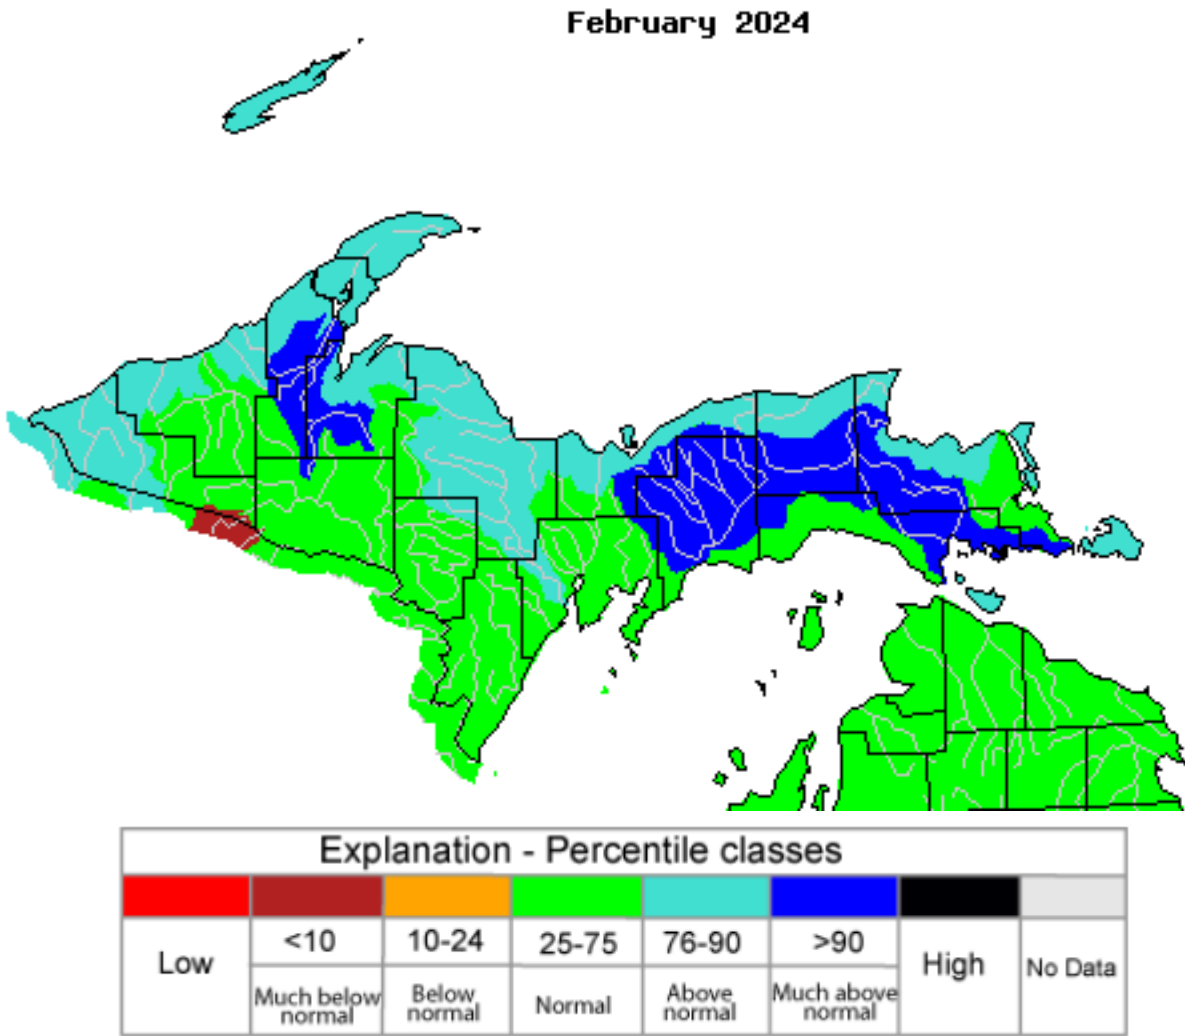 February 2024
Explanation - Percentile classes
<10 10-24 25-75 76-90 >90
Low High No Data
Much below normal Below normal Normal Above normal Much above normal